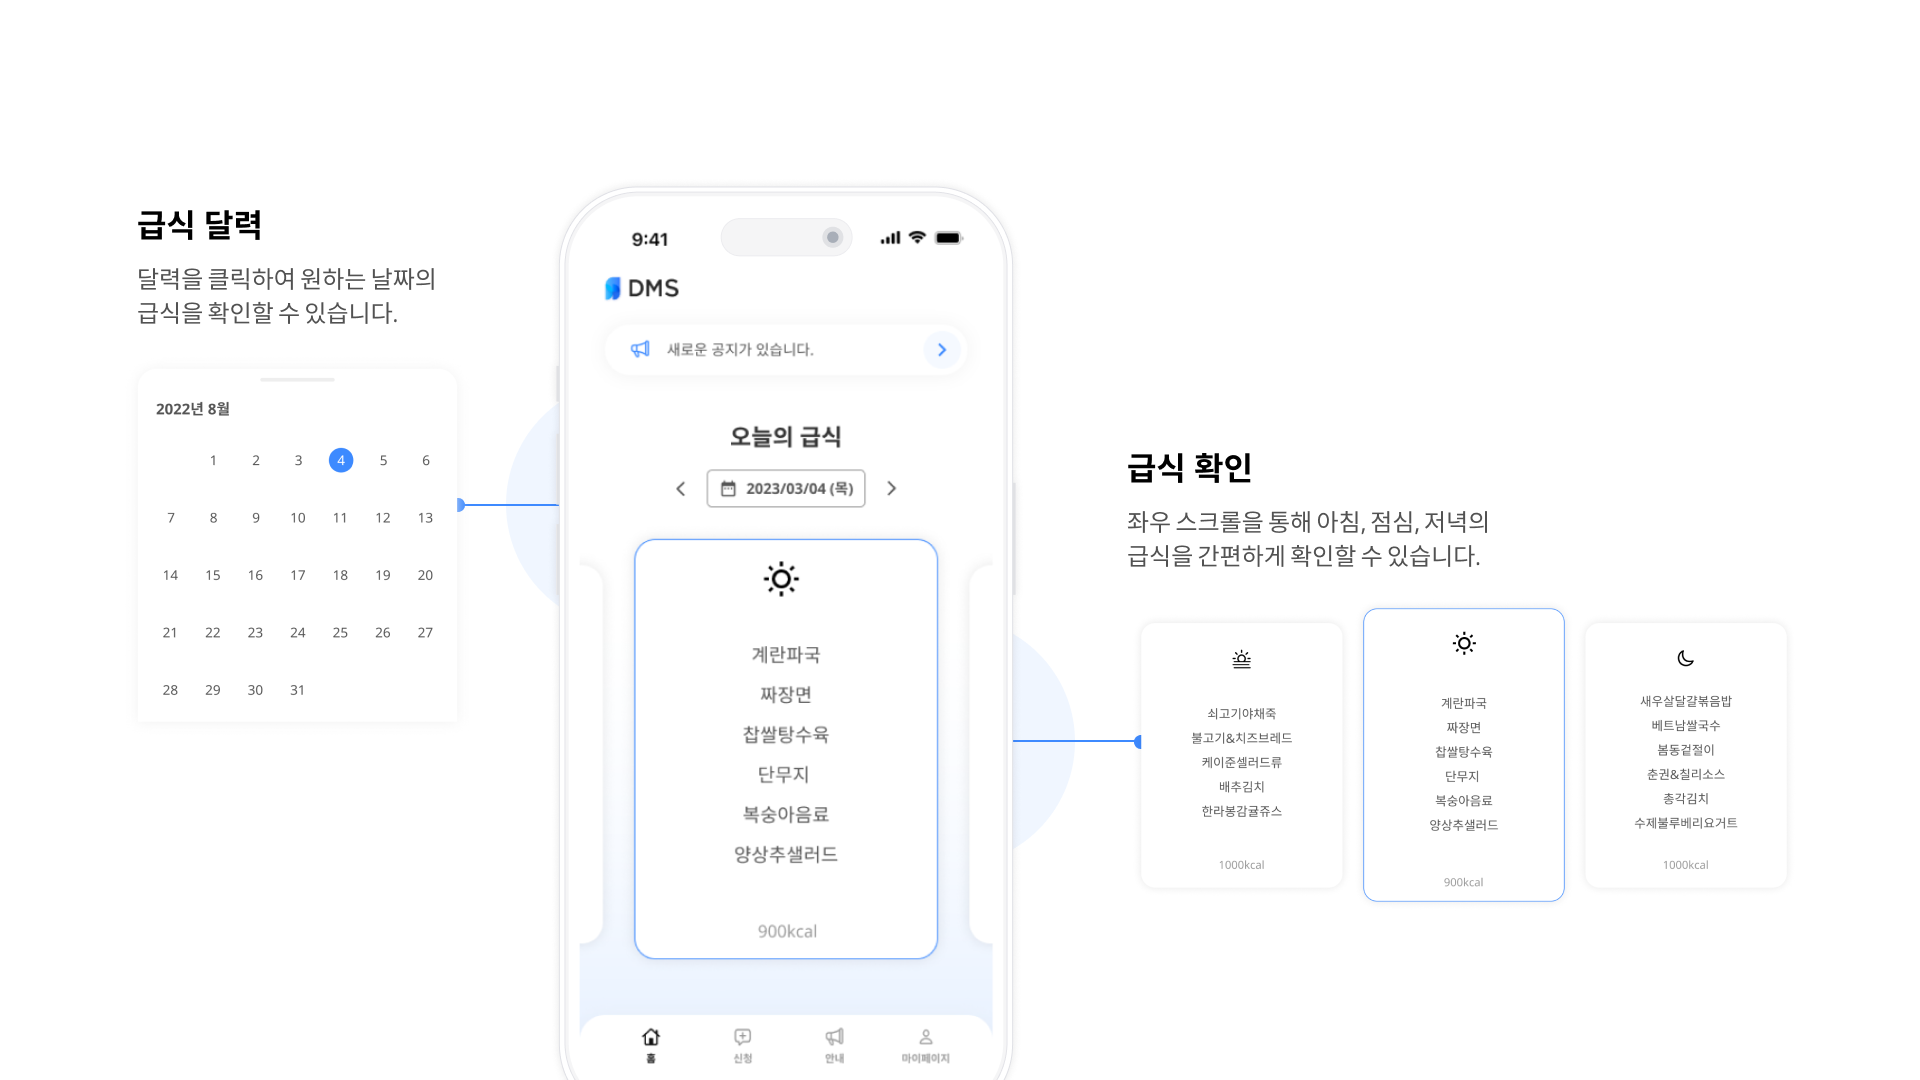 급식 달력
달력을 클릭하여 원하는 날짜의
급식을 확인할 수 있습니다.
2022년 8월
1 2 3 4 5 6
7 8 9 10 11 12 13
14 15 16 17 18 19 20
21 22 23 24 25 26 27
28 29 30 31
9:41
DMS
새로운 공지가 있습니다.
오늘의 급식
2023/03/04 (목)
계란파국
짜장면
찹쌀탕수육
단무지
복숭아음료
양상추샐러드
900kcal
홈 신청 안내 마이페이지
급식 확인
좌우 스크롤을 통해 아침, 점심, 저녁의
급식을 간편하게 확인할 수 있습니다.
쇠고기야채죽
불고기&치즈브레드
케이준셀러드류
배추김치
한라봉감귤쥬스
1000kcal
계란파국
짜장면
찹쌀탕수육
단무지
복숭아음료
양상추샐러드
900kcal
새우살달걀볶음밥
베트남쌀국수
봄동겉절이
춘권&칠리소스
총각김치
수제불루베리요거트
1000kcal